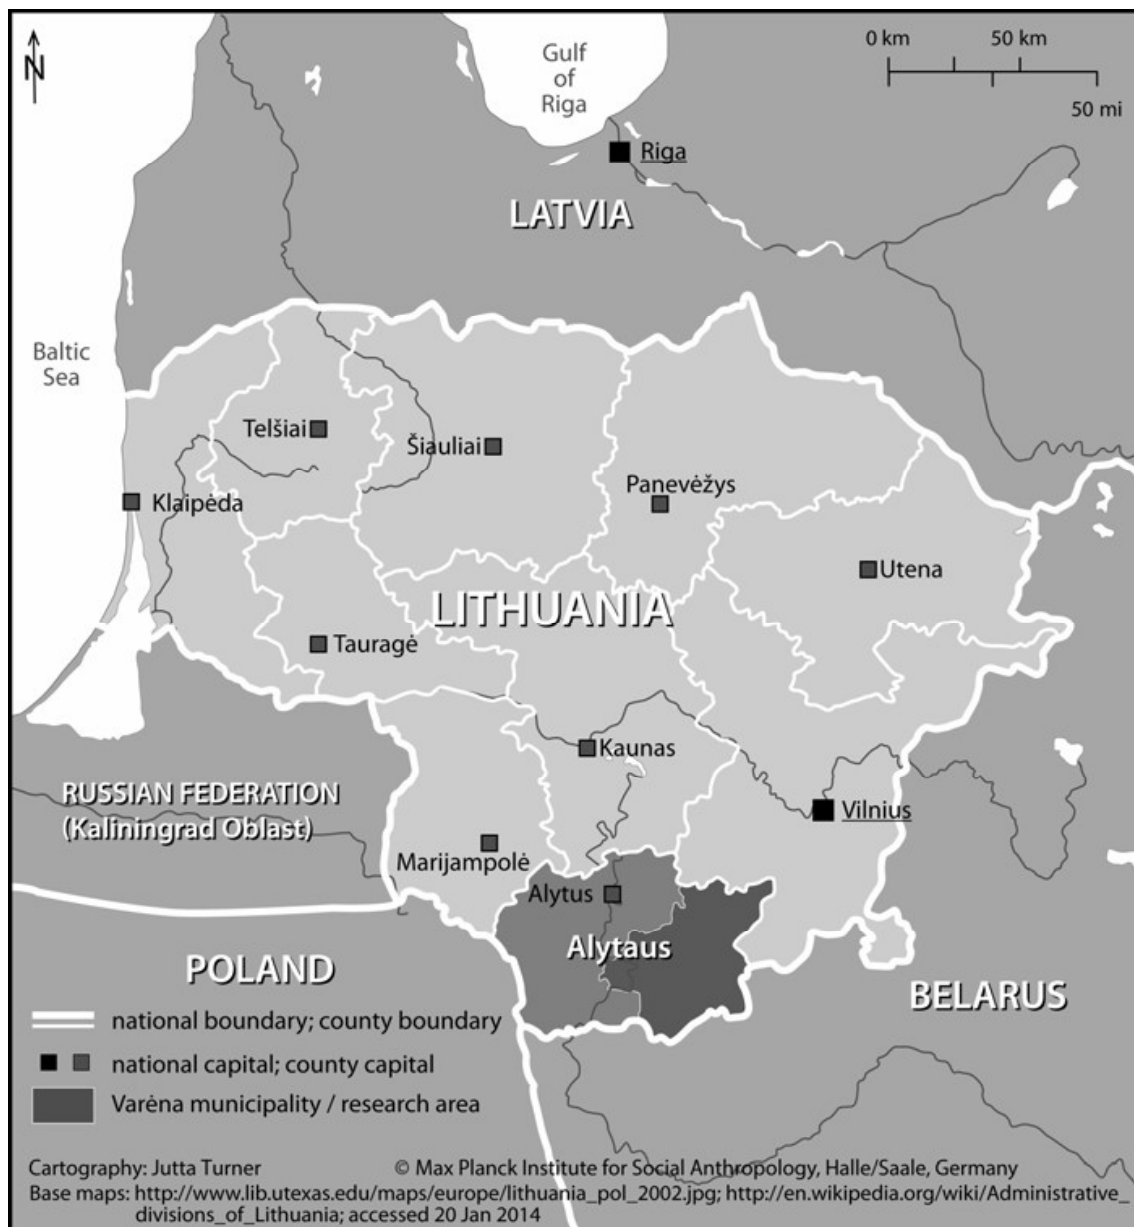 N
0 km 50 km
50 mi
Gulf
of
Riga
Riga
LATVIA
Baltic
Sea
Telšiai
Šiauliai
Klaipėda
Panevėžys
Utena
LITHUANIA
Tauragė
Kaunas
RUSSIAN FEDERATION
(Kaliningrad Oblast)
Vilnius
Marijampolė
Alytus
Alytaus
POLAND
BELARUS
national boundary; county boundary
national capital; county capital
Varėna municipality / research area
Cartography: Jutta Turner © Max Planck Institute for Social Anthropology, Halle/Saale, Germany
Base maps: http://www.lib.utexas.edu/maps/europe/lithuania_pol_2002.jpg; http://en.wikipedia.org/wiki/Administrative_
divisions_of_Lithuania; accessed 20 Jan 2014